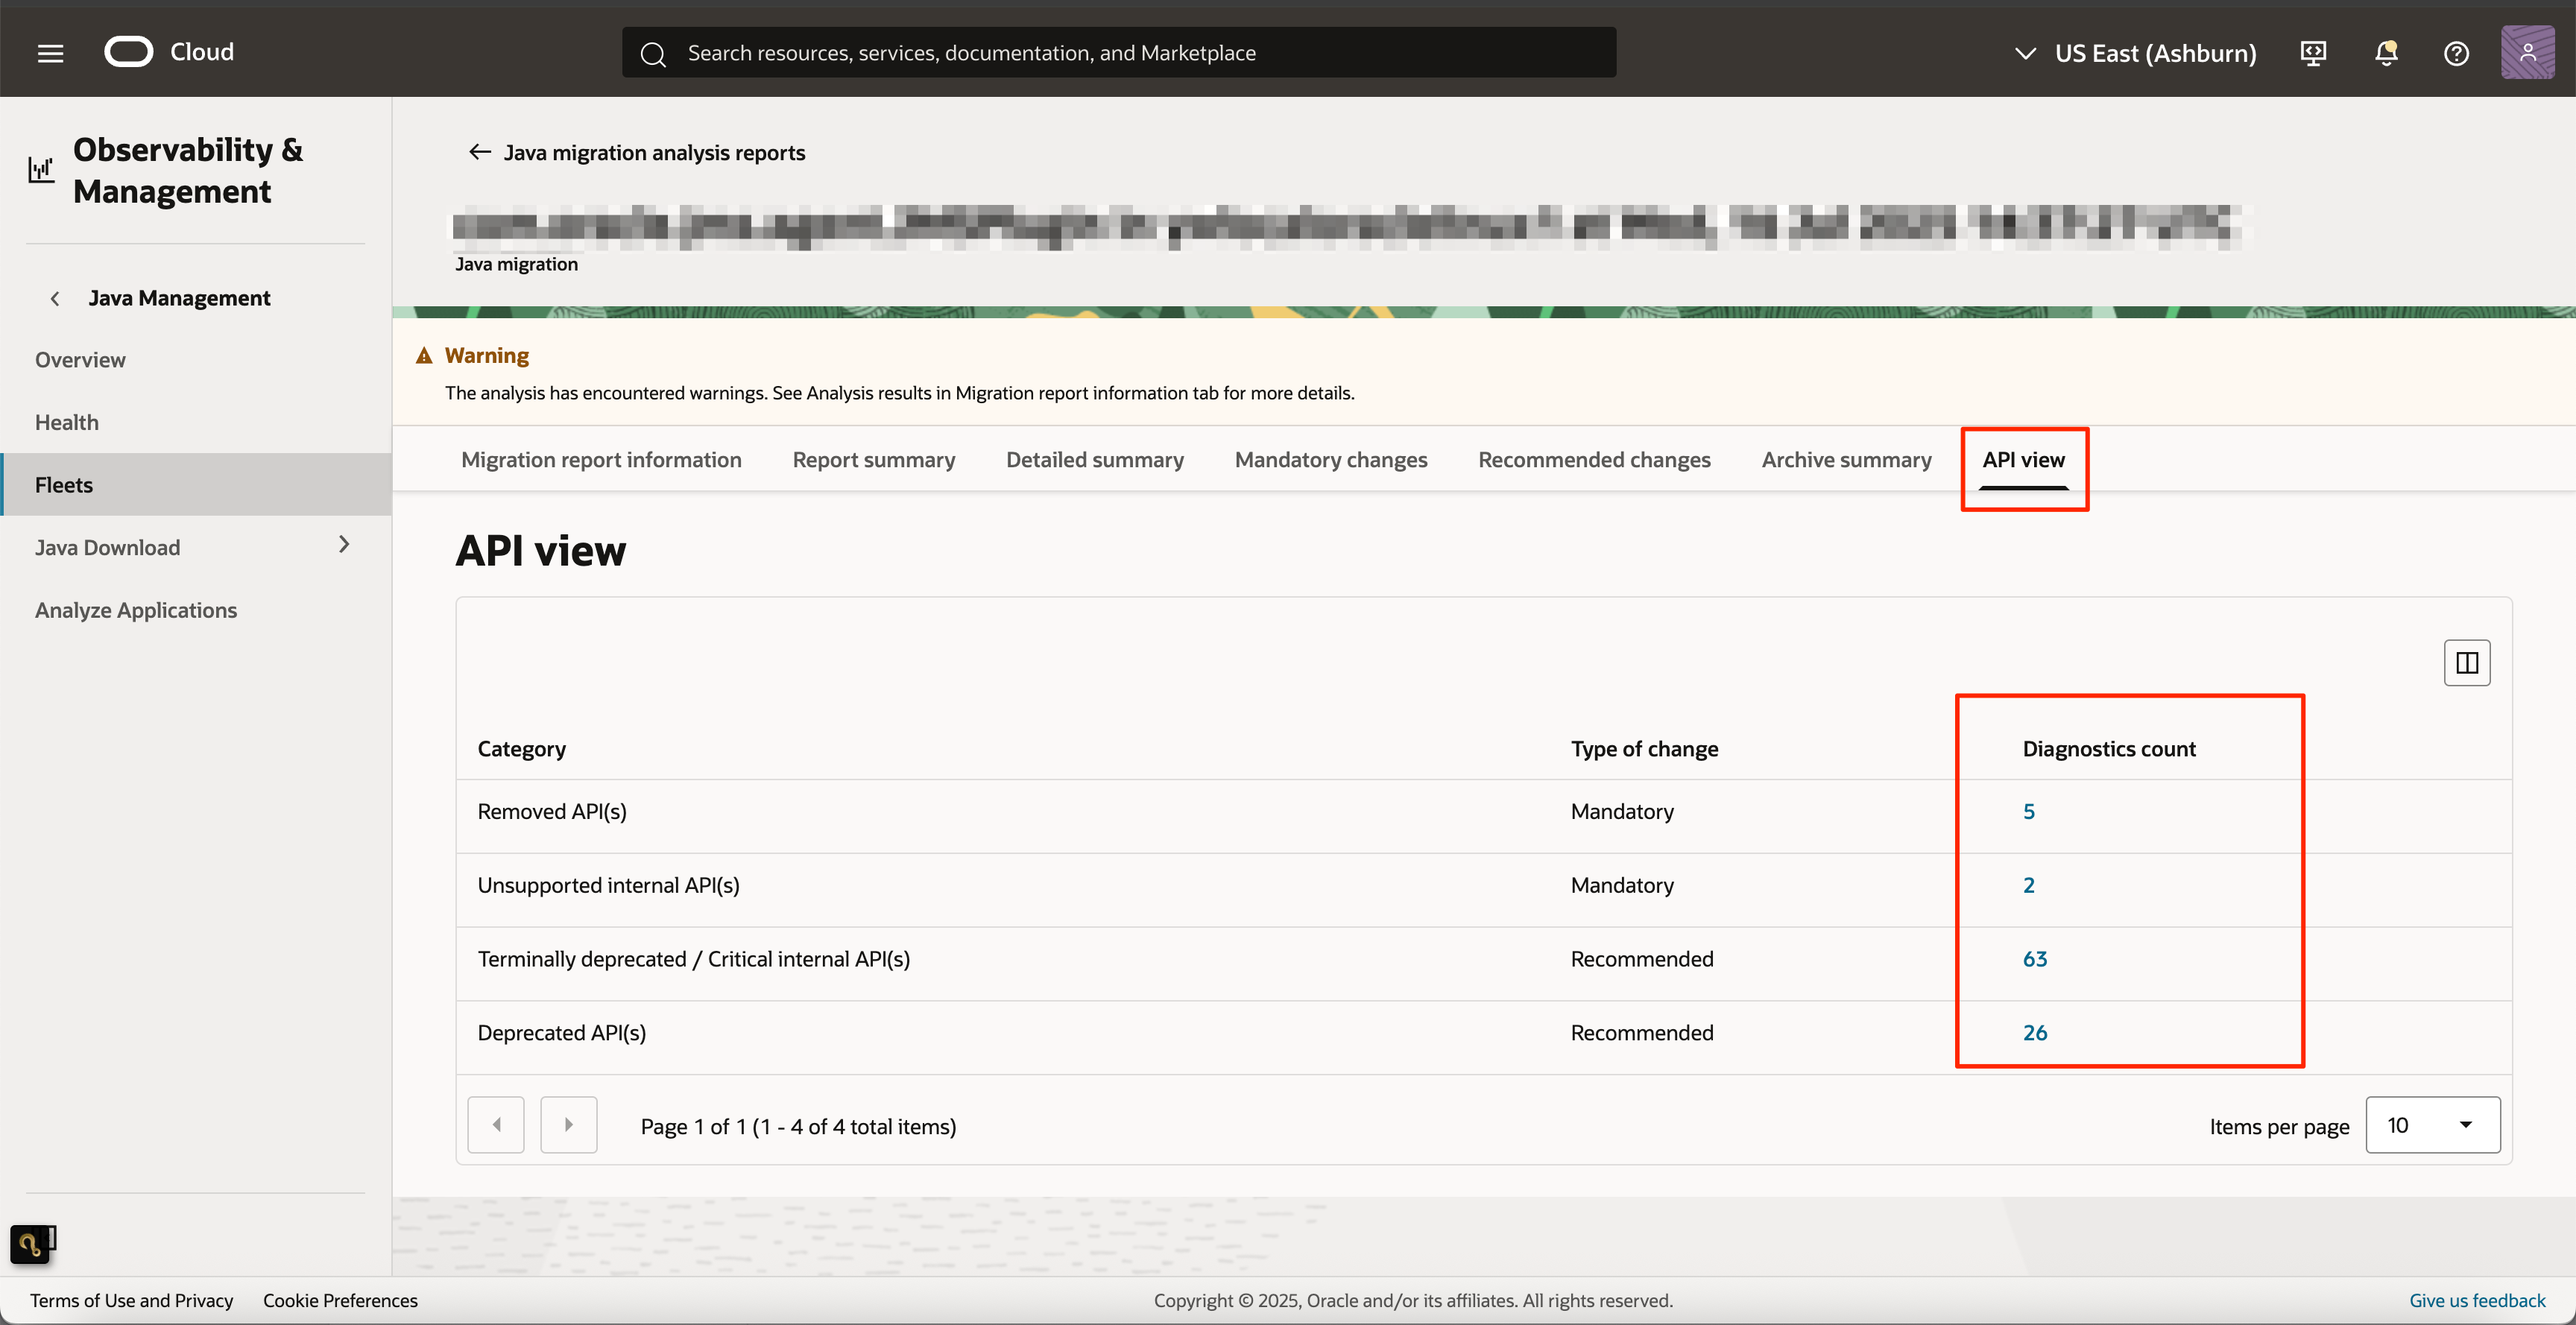 Cloud
Search resources, services, documentation, and Marketplace
US East (Ashburn)
Observability &
Management
Java Management
Overview
Health
Fleets
Java Download
Analyze Applications
Java migration analysis reports
Java migration
Warning
The analysis has encountered warnings. See Analysis results in Migration report information tab for more details.
Migration report information Report summary Detailed summary Mandatory changes Recommended changes Archive summary API view
API view
Category Type of change Diagnostics count
Removed API(s) Mandatory 5
Unsupported internal API(s) Mandatory 2
Terminally deprecated / Critical internal API(s) Recommended 63
Deprecated API(s) Recommended 26
Page 1 of 1 (1 - 4 of 4 total items)
Items per page 10
Terms of Use and Privacy Cookie Preferences
Copyright © 2025, Oracle and/or its affiliates. All rights reserved.
Give us feedback